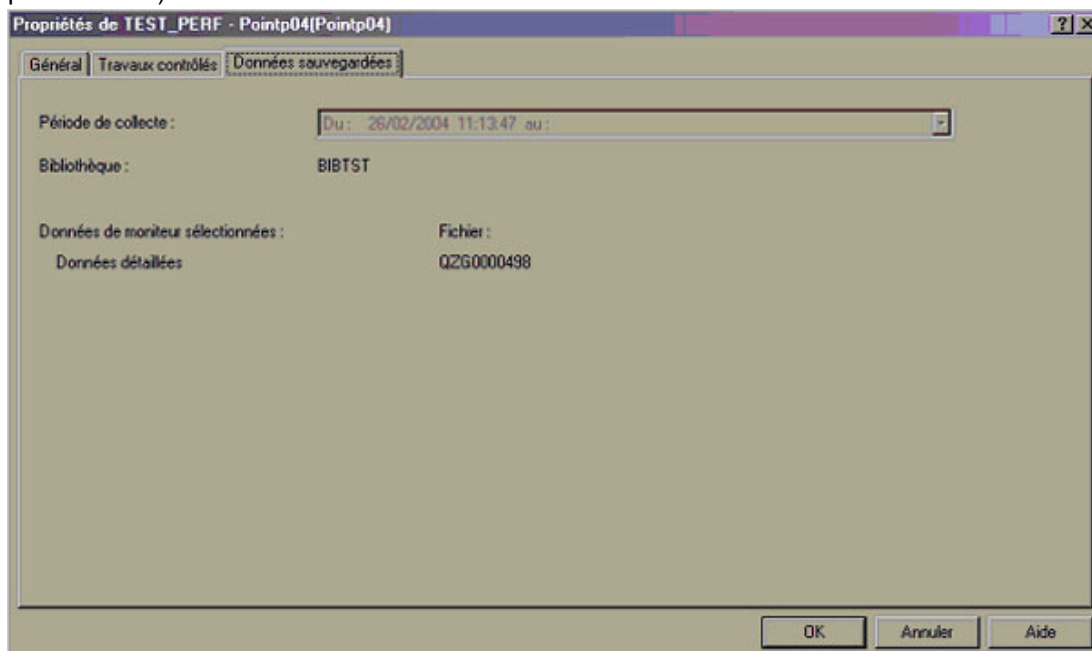 Propriétés de TEST_PERF - Pointp04(Pointp04)
Général Travaux contrôlés Données sauvegardées
Période de collecte : Du : 26/02/2004 11:13:47 au :
Bibliothèque : BIBTST
Données de moniteur sélectionnées : Fichier :
Données détaillées QZG0000498
OK Annuler Aide